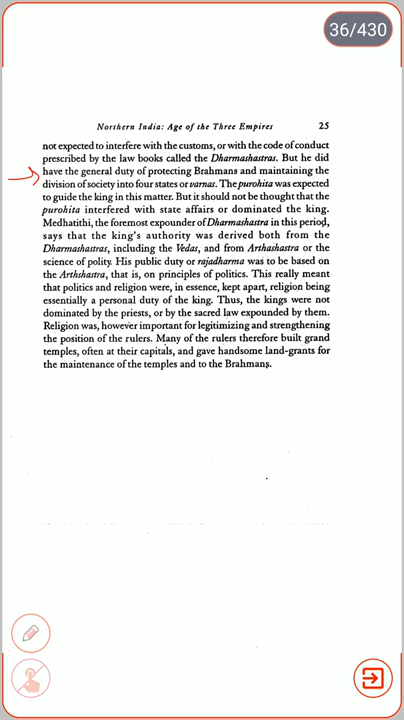 36/430
Northern India: Age of the Three Empires 25
not expected to interfere with the customs, or with the code of conduct
prescribed by the law books called the Dharmashastras. But he did
have the general duty of protecting Brahmans and maintaining the
division of society into four states or varnas. The purohita was expected
to guide the king in this matter. But it should not be thought that the
purohita interfered with state affairs or dominated the king.
Medhatithi, the foremost expounder of Dharmashastra in this period,
says that the king's authority was derived both from the
Dharmashastras, including the Vedas, and from Arthashastra or the
science of polity. His public duty or rajadharma was to be based on
the Arthshastra, that is, on principles of politics. This really meant
that politics and religion were, in essence, kept apart, religion being
essentially a personal duty of the king. Thus, the kings were not
dominated by the priests, or by the sacred law expounded by them.
Religion was, however important for legitimizing and strengthening
the position of the rulers. Many of the rulers therefore built grand
temples, often at their capitals, and gave handsome land-grants for
the maintenance of the temples and to the Brahmans.